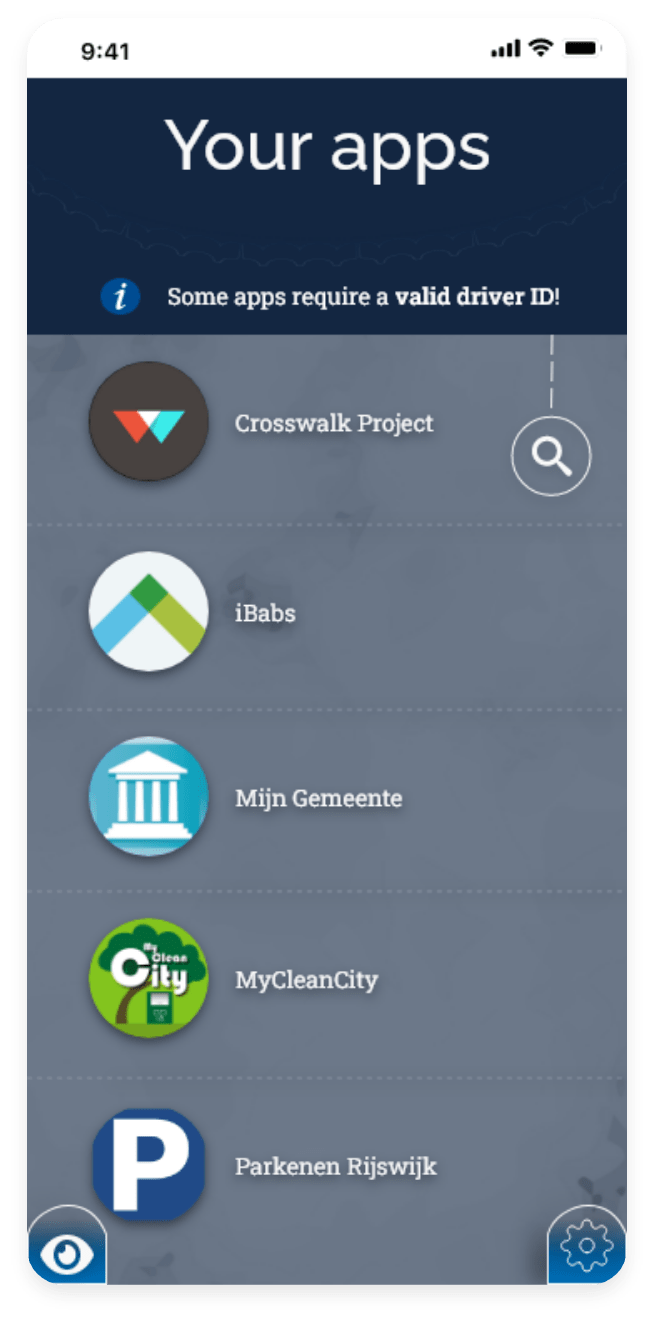 9:41
Your apps
i Some apps require a valid driver ID!
Crosswalk Project
iBabs
Mijn Gemeente
My
Clean
City
MyCleanCity
P
Parkenen Rijswijk